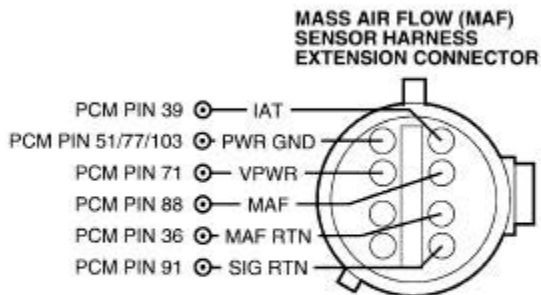 MASS AIR FLOW (MAF)
SENSOR HARNESS
EXTENSION CONNECTOR
PCM PIN 39 IAT
PCM PIN 51/77/103 PWR GND
PCM PIN 71 VPWR
PCM PIN 88 MAF
PCM PIN 36 MAF RTN
PCM PIN 91 SIG RTN